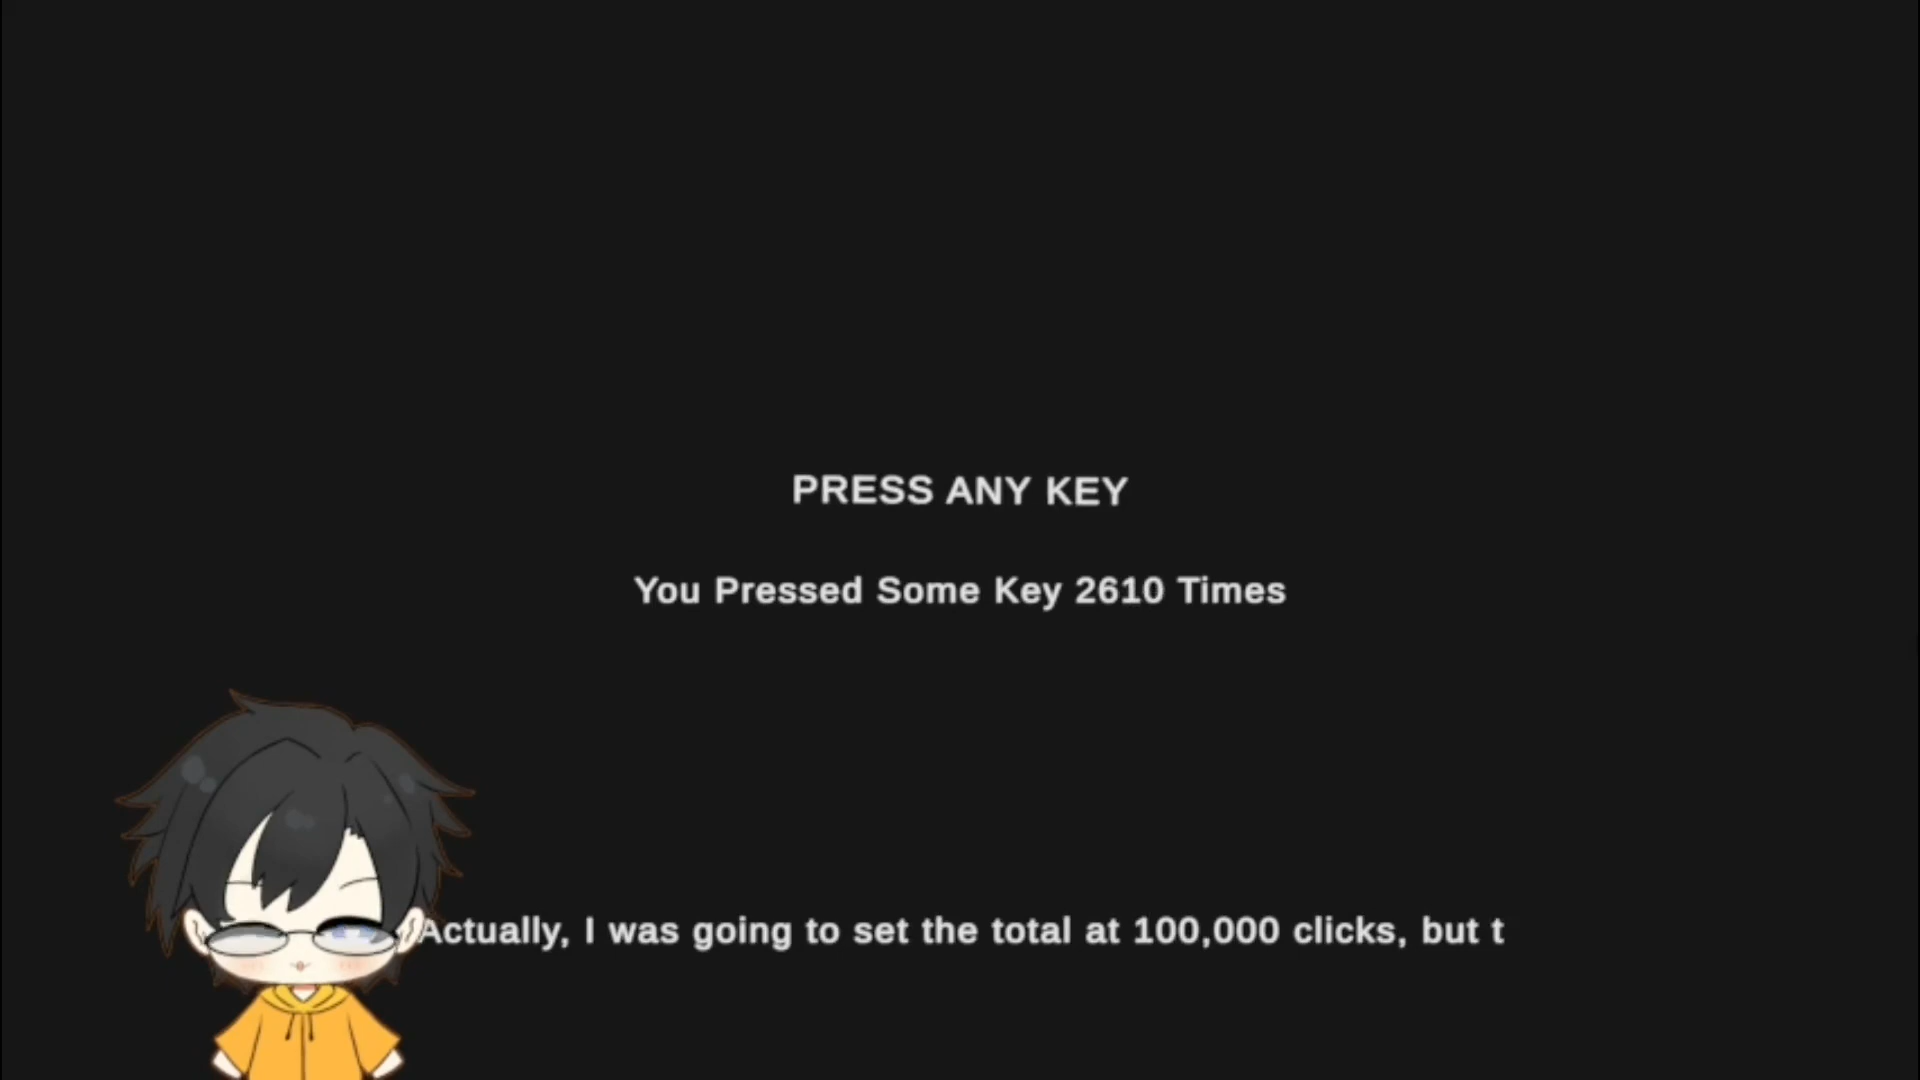 PRESS ANY KEY
You Pressed Some Key 2610 Times
Actually, I was going to set the total at 100,000 clicks, but t